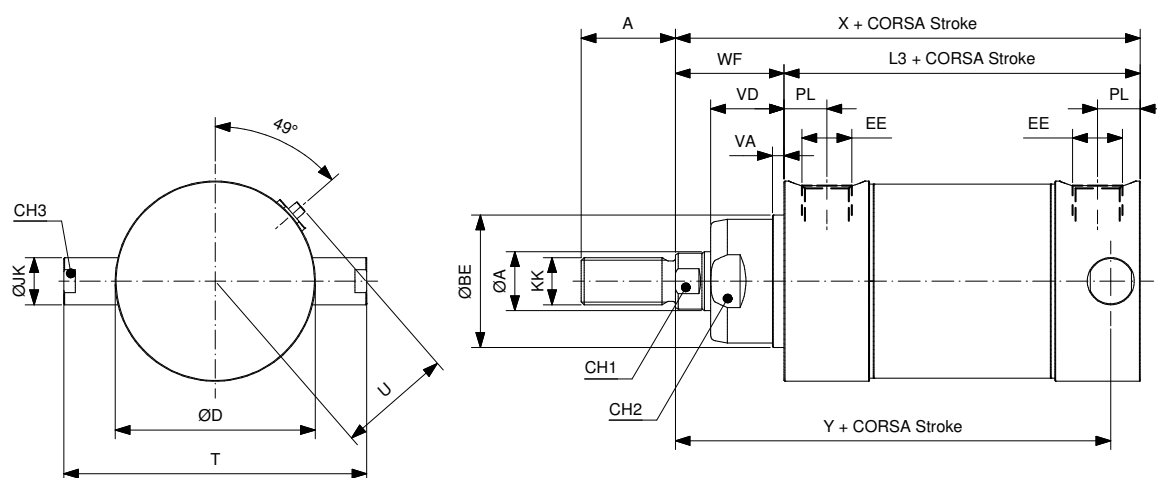 A
X + CORSA Stroke
WF
L3 + CORSA Stroke
VD
PL
PL
EE
EE
VA
49°
CH3
ØJK
ØBE
ØA
KK
CH1
CH2
U
ØD
T
Y + CORSA Stroke